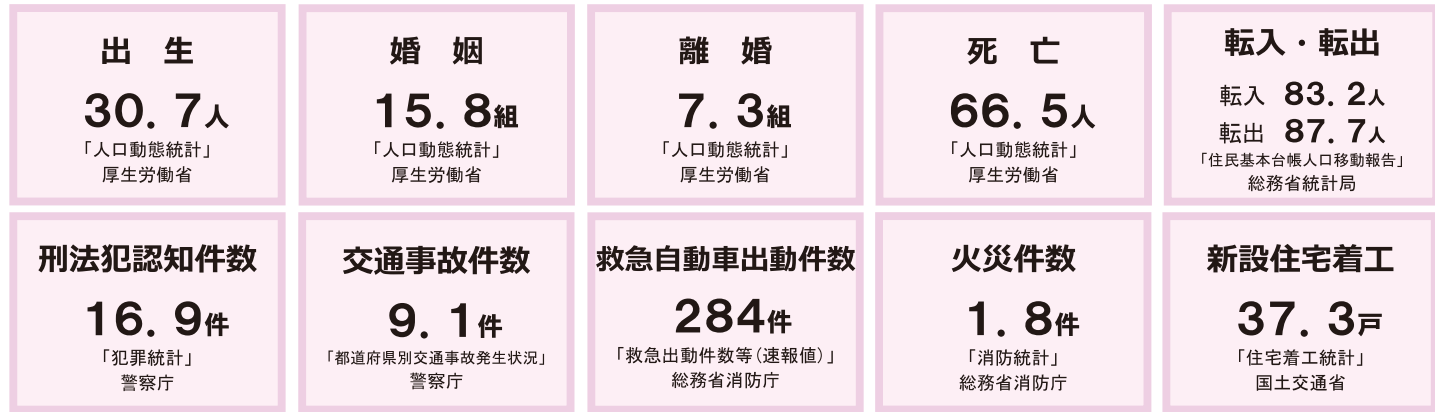 出　生
30．7人
「人口動態統計」
厚生労働省
婚　姻
15．8組
「人口動態統計」
厚生労働省
離　婚
7．3組
「人口動態統計」
厚生労働省
死　亡
66．5人
「人口動態統計」
厚生労働省
転入・転出
転入　83．2人
転出　87．7人
「住民基本台帳人口移動報告」
総務省統計局
刑法犯認知件数
16．9件
「犯罪統計」
警察庁
交通事故件数
9．1件
「都道府県別交通事故発生状況」
警察庁
救急自動車出動件数
284件
「救急出動件数等（速報値）」
総務省消防庁
火災件数
1．8件
「消防統計」
総務省消防庁
新設住宅着工
37．3戸
「住宅着工統計」
国土交通省